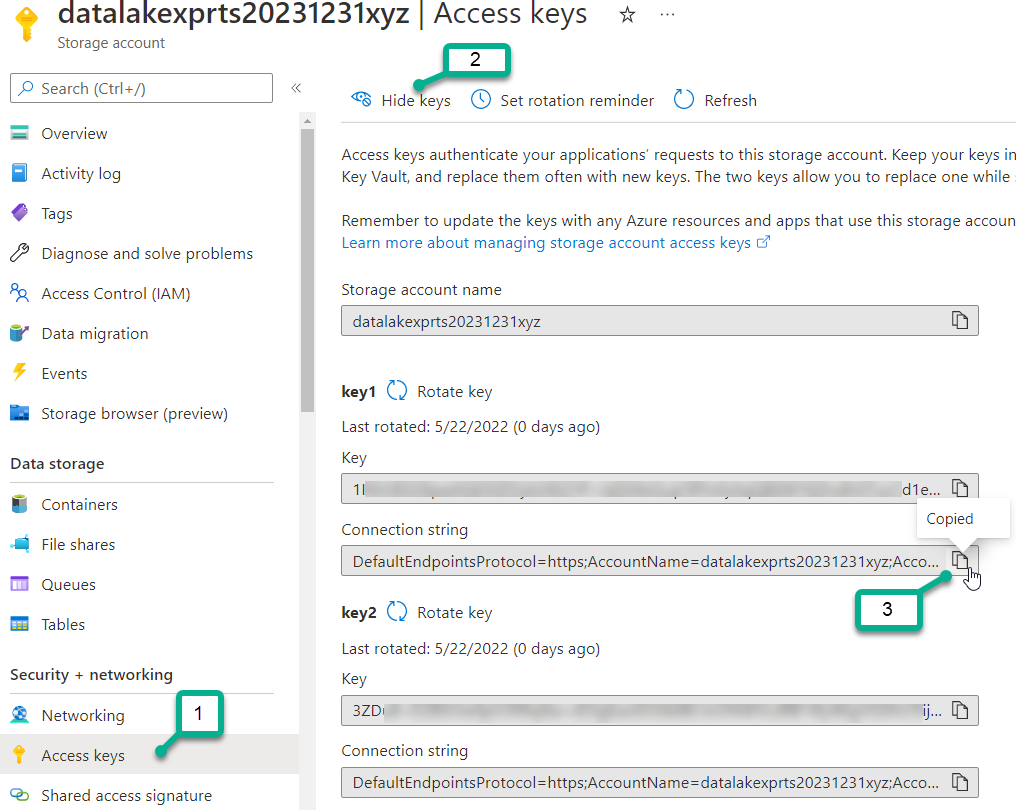 datalakexprts20231231xyz | Access keys
Storage account
2
Search (Ctrl+/)
Hide keys Set rotation reminder Refresh
Overview
Activity log
Tags
Diagnose and solve problems
Access Control (IAM)
Data migration
Events
Storage browser (preview)
Data storage
Containers
File shares
Queues
Tables
Security + networking
Networking
1
Access keys
Shared access signature
Access keys authenticate your applications' requests to this storage account. Keep your keys in
Key Vault, and replace them often with new keys. The two keys allow you to replace one while
Remember to update the keys with any Azure resources and apps that use this storage accoun
Learn more about managing storage account access keys
Storage account name
datalakexprts20231231xyz
key1 Rotate key
Last rotated: 5/22/2022 (0 days ago)
Key
d1e...
Copied
Connection string
DefaultEndpointsProtocol=https;AccountName=datalakexprts20231231xyz;Acco...
3
key2 Rotate key
Last rotated: 5/22/2022 (0 days ago)
Key
ij...
Connection string
DefaultEndpointsProtocol=https;AccountName=datalakexprts20231231xyz;Acco...